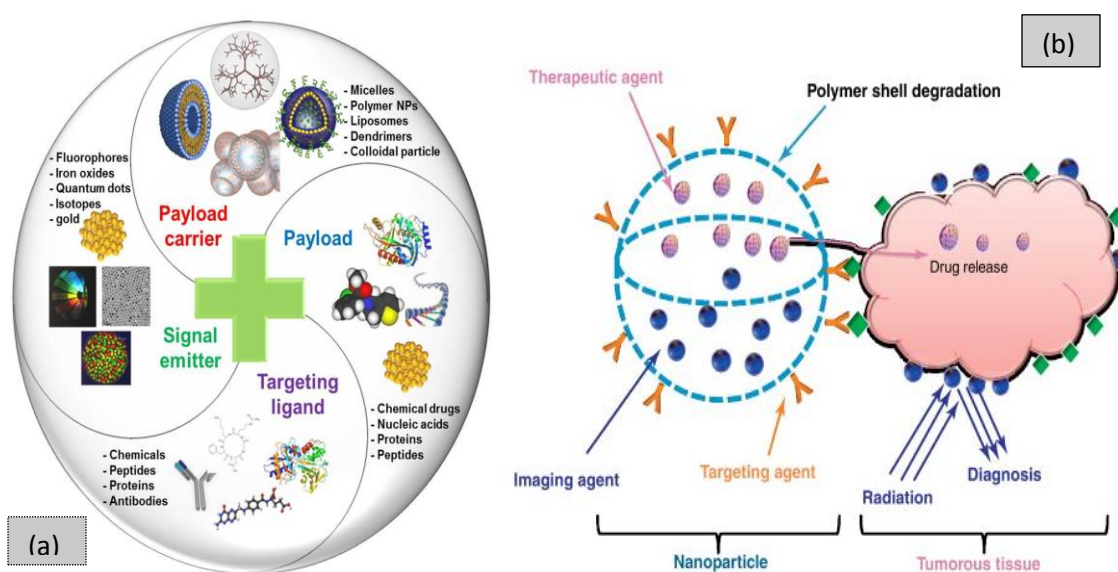 - Micelles
- Polymer NPs
- Liposomes
- Dendrimers
- Colloidal particle
- Fluorophores
- Iron oxides
- Quantum dots
- Isotopes
- gold
Payload
carrier
Payload
Signal
emitter
Targeting
ligand
- Chemical drugs
- Nucleic acids
- Proteins
- Peptides
- Chemicals
- Peptides
- Proteins
- Antibodies
(a)
(b)
Therapeutic agent
Polymer shell degradation
Drug release
Imaging agent
Targeting agent
Radiation
Diagnosis
Nanoparticle
Tumorous tissue